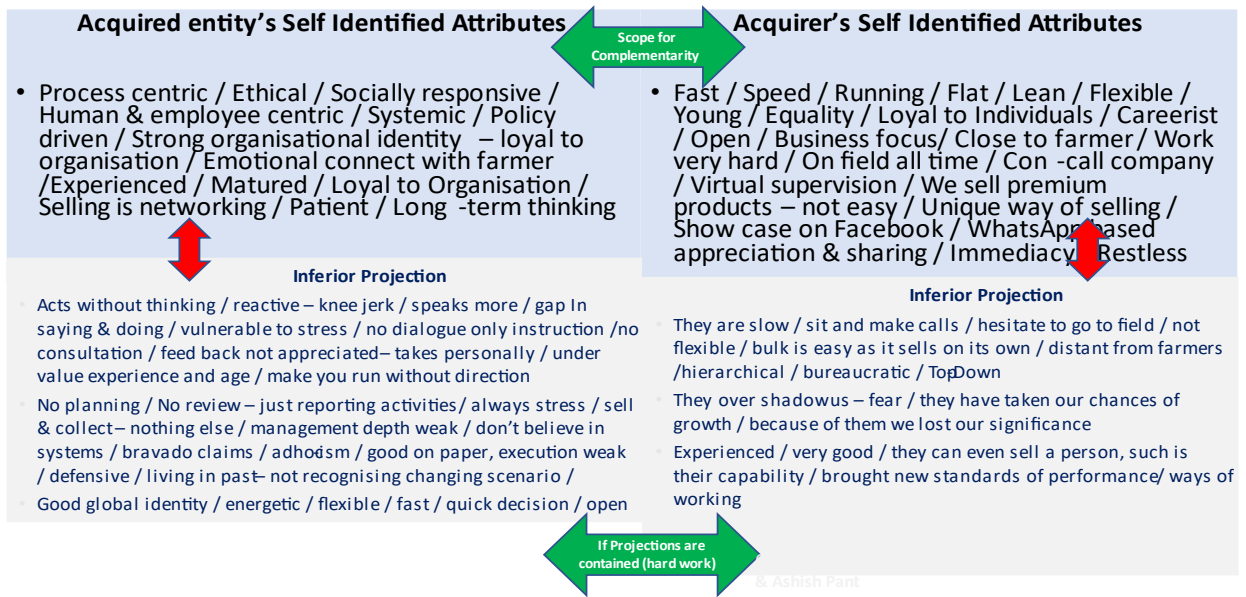 Acquired entity's Self Identified Attributes
Scope for
Complementarity
Acquirer's Self Identified Attributes
• Process centric / Ethical / Socially responsive /
Human & employee centric / Systemic / Policy
driven / Strong organisational identity – loyal to
organisation / Emotional connect with farmer
/Experienced / Matured / Loyal to Organisation /
Selling is networking / Patient / Long -term thinking
• Fast / Speed / Running / Flat / Lean / Flexible /
Young / Equality / Loyal to Individuals / Careerist
/ Open / Business focus/ Close to farmer/ Work
very hard / On field all time / Con -call company
/ Virtual supervision / We sell premium
products – not easy / Unique way of selling /
Show case on Facebook / WhatsApp based
appreciation & sharing / Immediacy / Restless
Inferior Projection
• Acts without thinking / reactive – knee jerk / speaks more / gap In
saying & doing / vulnerable to stress / no dialogue only instruction /no
consultation / feed back not appreciated– takes personally / under
value experience and age / make you run without direction
• No planning / No review – just reporting activities/ always stress / sell
& collect– nothing else / management depth weak / don't believe in
systems / bravado claims / adhocism / good on paper, execution weak
/ defensive / living in past– not recognising changing scenario /
• Good global identity / energetic / flexible / fast / quick decision / open
Inferior Projection
• They are slow / sit and make calls / hesitate to go to field / not
flexible / bulk is easy as it sells on its own / distant from farmers
/hierarchical / bureaucratic / TopDown
• They over shadowus – fear / they have taken our chances of
growth / because of them we lost our significance
• Experienced / very good / they can even sell a person, such is
their capability / brought new standards of performance/ ways of
working
If Projections are
contained (hard work)
& Ashish Pant